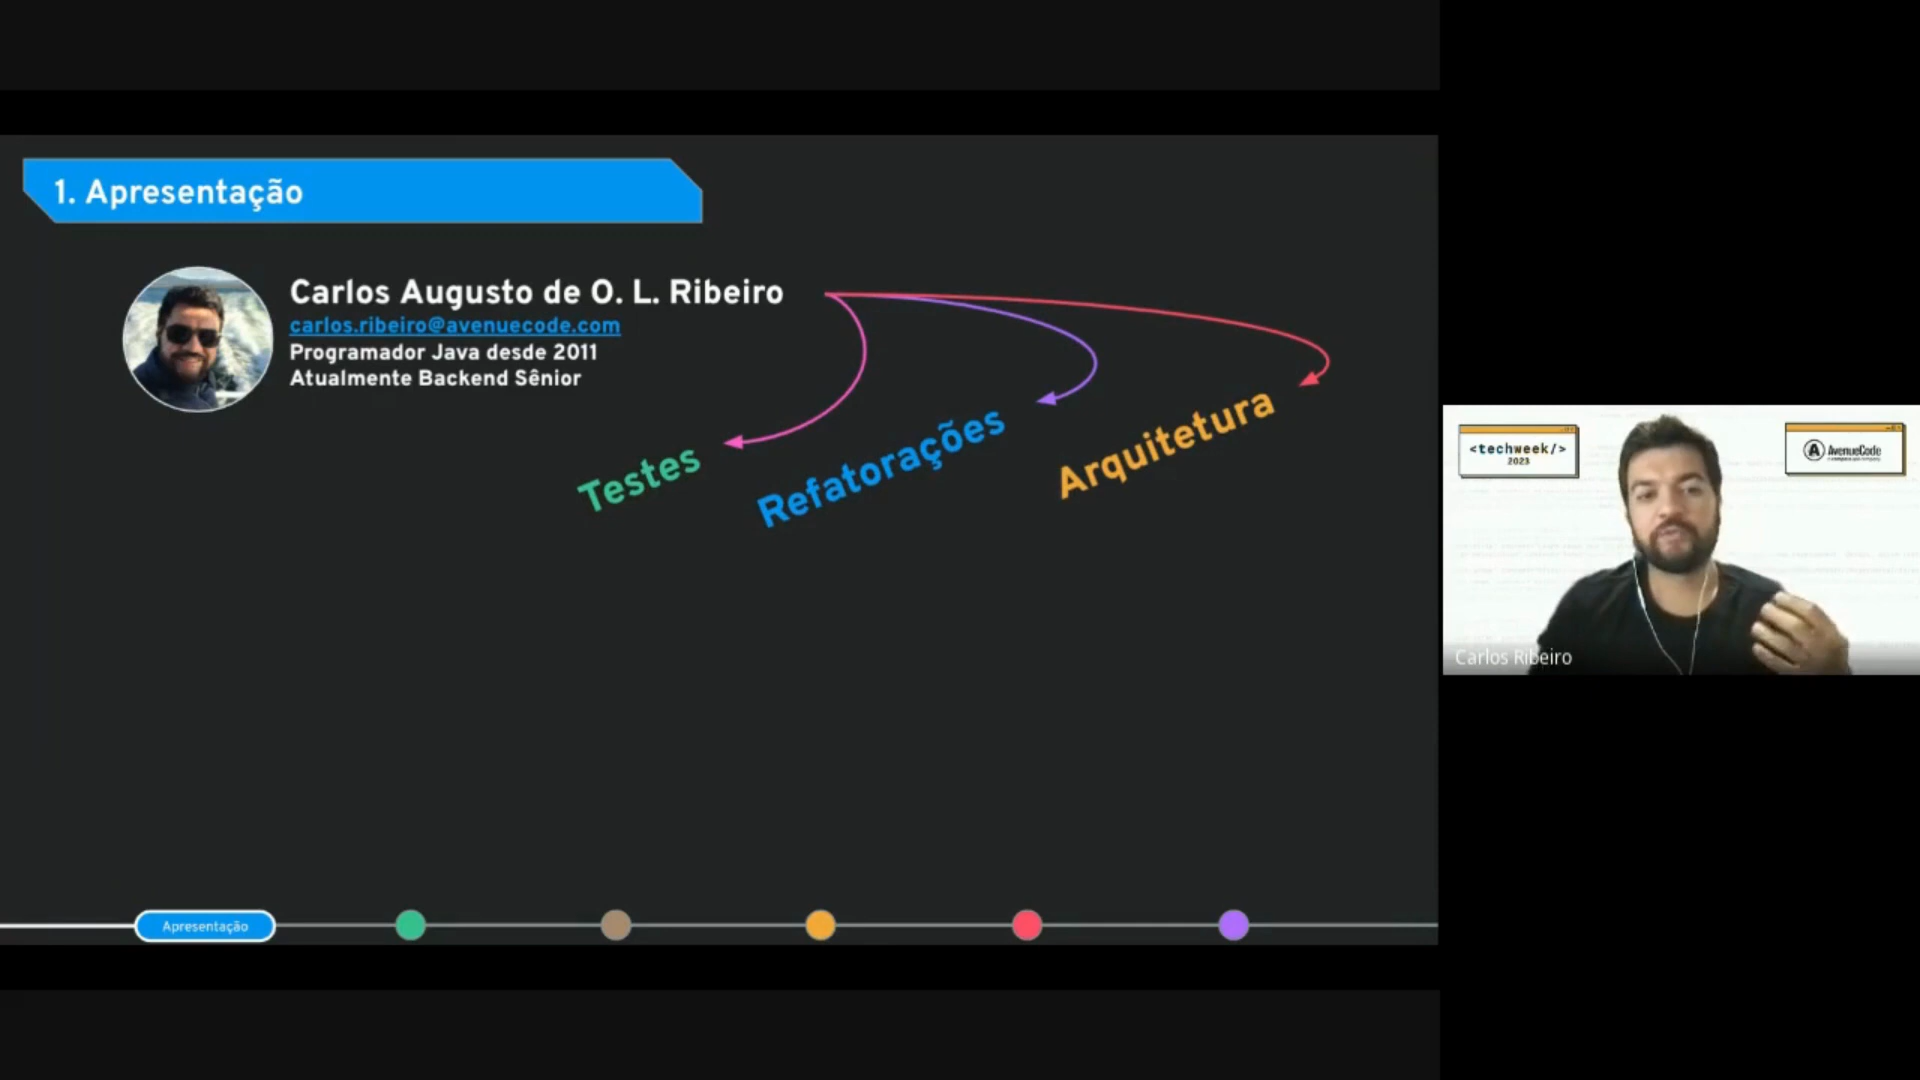 1. Apresentação
Carlos Augusto de O. L. Ribeiro
carlos.ribeiro@avenuecode.com
Programador Java desde 2011
Atualmente Backend Sênior
Testes
Refatorações
Arquitetura
Apresentação
<techweek/>
2023
AvenueCode
Carlos Ribeiro